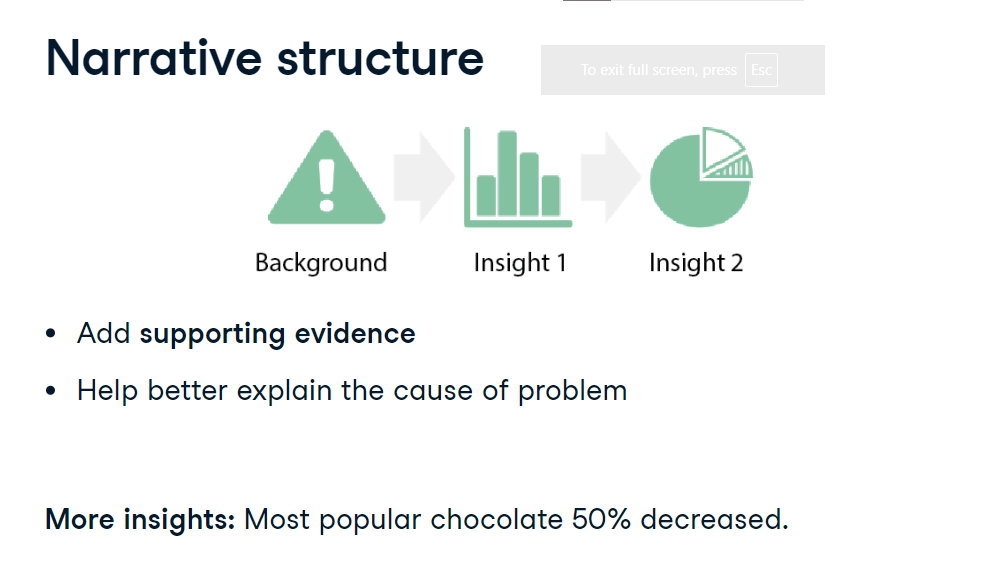 Narrative structure
To exit full screen, press Esc
Background
Insight 1
Insight 2
• Add supporting evidence
• Help better explain the cause of problem
More insights: Most popular chocolate 50% decreased.